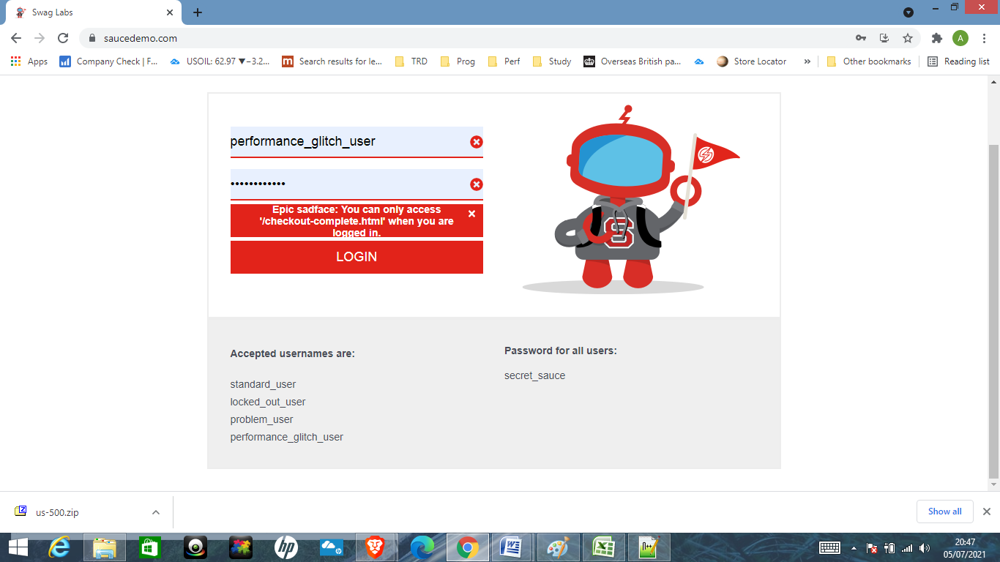 Swag Labs
saucedemo.com
A
Apps
Company Check | F...
USOIL: 62.97 ▼−3.2...
m
Search results for le...
TRD
Prog
Perf
Study
Overseas British pa...
Store Locator
»
Other bookmarks
Reading list
performance_glitch_user
••••••••••••
Epic sadface: You can only access
'/checkout-complete.html' when you are
logged in.
LOGIN
S
Accepted usernames are:
standard_user
locked_out_user
problem_user
performance_glitch_user
Password for all users:
secret_sauce
us-500.zip
Show all
hp
20:47
05/07/2021